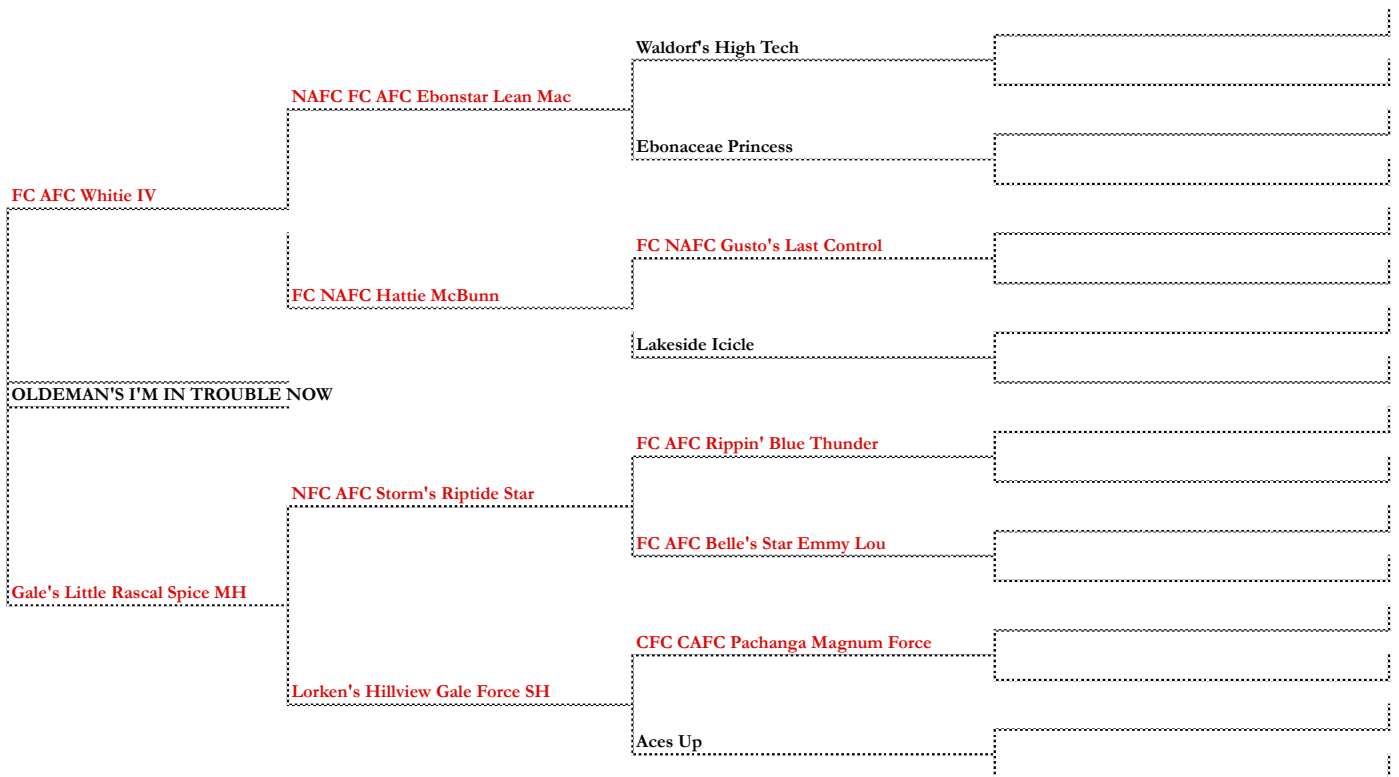 Waldorf's High Tech
NAFC FC AFC Ebonstar Lean Mac
Ebonaceae Princess
FC AFC Whitie IV
FC NAFC Gusto's Last Control
FC NAFC Hattie McBunn
Lakeside Icicle
OLDEMAN'S I'M IN TROUBLE NOW
FC AFC Rippin' Blue Thunder
NFC AFC Storm's Riptide Star
FC AFC Belle's Star Emmy Lou
Gale's Little Rascal Spice MH
CFC CAFC Pachanga Magnum Force
Lorken's Hillview Gale Force SH
Aces Up